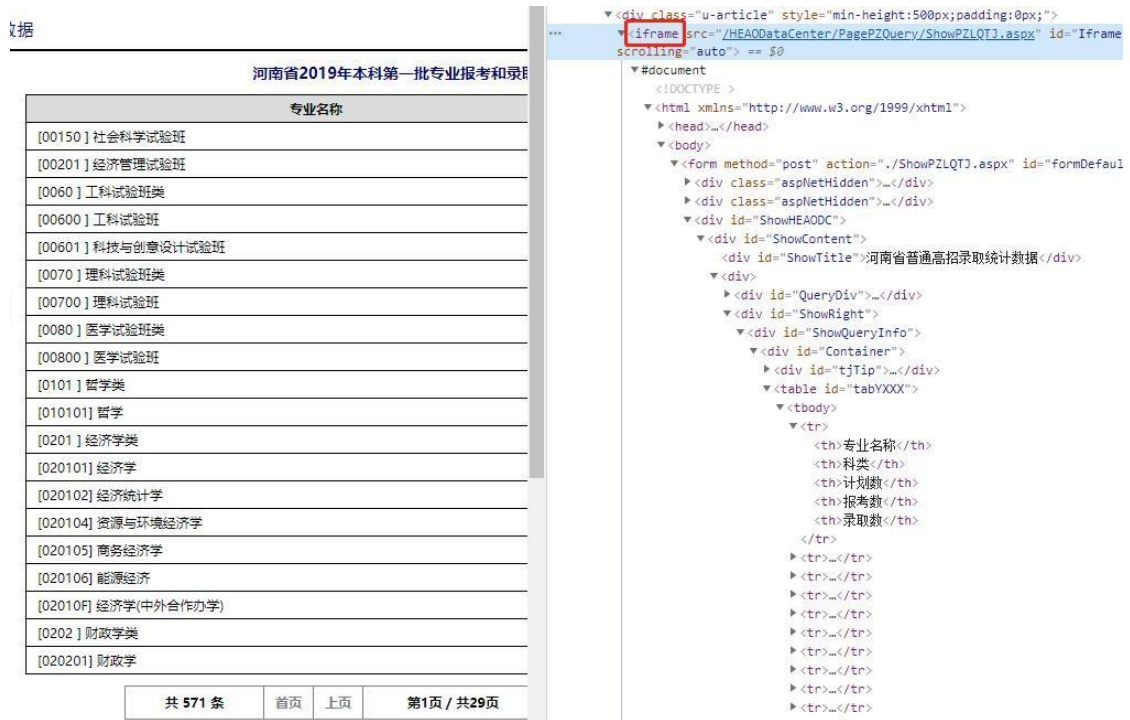 数据
河南省2019年本科第一批专业报考和录
专业名称
[00150 ] 社会科学试验班
[00201 ] 经济管理试验班
[0060 ] 工科试验班类
[00600 ] 工科试验班
[00601 ] 科技与创意设计试验班
[0070 ] 理科试验班类
[00700 ] 理科试验班
[0080 ] 医学试验班类
[00800 ] 医学试验班
[0101 ] 哲学类
[010101] 哲学
[0201 ] 经济学类
[020101] 经济学
[020102] 经济统计学
[020104] 资源与环境经济学
[020105] 商务经济学
[020106] 能源经济
[02010F] 经济学(中外合作办学)
[0202 ] 财政学类
[020201] 财政学
共 571 条 首页 上页 第1页 / 共29页
▼<div class="u-article" style="min-height:500px;padding:0px;">
… ▼<iframe src="/HEAODataCenter/PagePZQuery/ShowPZLQTJ.aspx" id="Iframe
scrolling="auto"> == $0
▼#document
<!DOCTYPE >
▼<html xmlns="http://www.w3.org/1999/xhtml">
▶<head>…</head>
▼<body>
▼<form method="post" action="./ShowPZLQTJ.aspx" id="formDefaul
▶<div class="aspNetHidden">…</div>
▶<div class="aspNetHidden">…</div>
▼<div id="ShowHEAODC">
▼<div id="ShowContent">
<div id="ShowTitle">河南省普通高招录取统计数据</div>
▼<div>
▶<div id="QueryDiv">…</div>
▼<div id="ShowRight">
▼<div id="ShowQueryInfo">
▼<div id="Container">
▶<div id="tjTip">…</div>
▼<table id="tabYXXX">
▼<tbody>
▼<tr>
<th>专业名称</th>
<th>科类</th>
<th>计划数</th>
<th>报考数</th>
<th>录取数</th>
</tr>
▶<tr>…</tr>
▶<tr>…</tr>
▶<tr>…</tr>
▶<tr>…</tr>
▶<tr>…</tr>
▶<tr>…</tr>
▶<tr>…</tr>
▶<tr>…</tr>
▶<tr>…</tr>